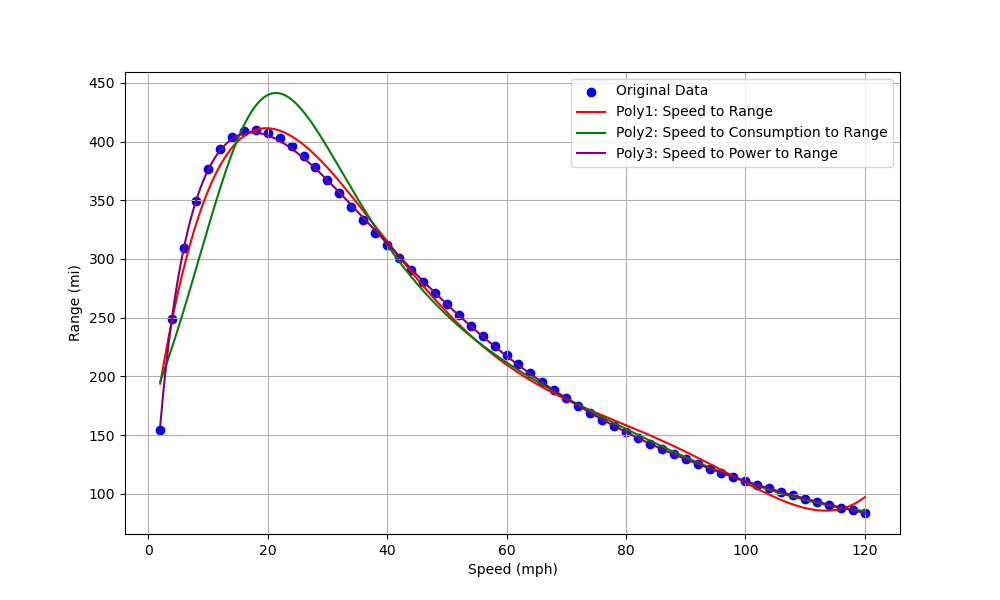 450
400
350
300
250
200
150
100
0
20
40
60
80
100
120
Range (mi)
Speed (mph)
Original Data
Poly1: Speed to Range
Poly2: Speed to Consumption to Range
Poly3: Speed to Power to Range